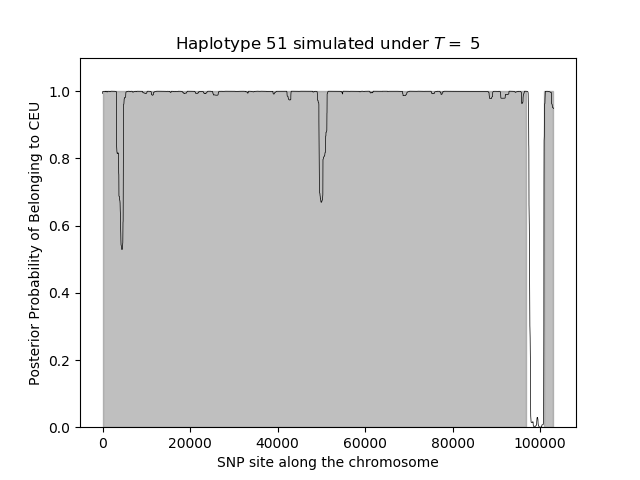 Haplotype 51 simulated under T = 5
1.0
0.8
0.6
0.4
0.2
0.0
Posterior Probability of Belonging to CEU
0 20000 40000 60000 80000 100000
SNP site along the chromosome